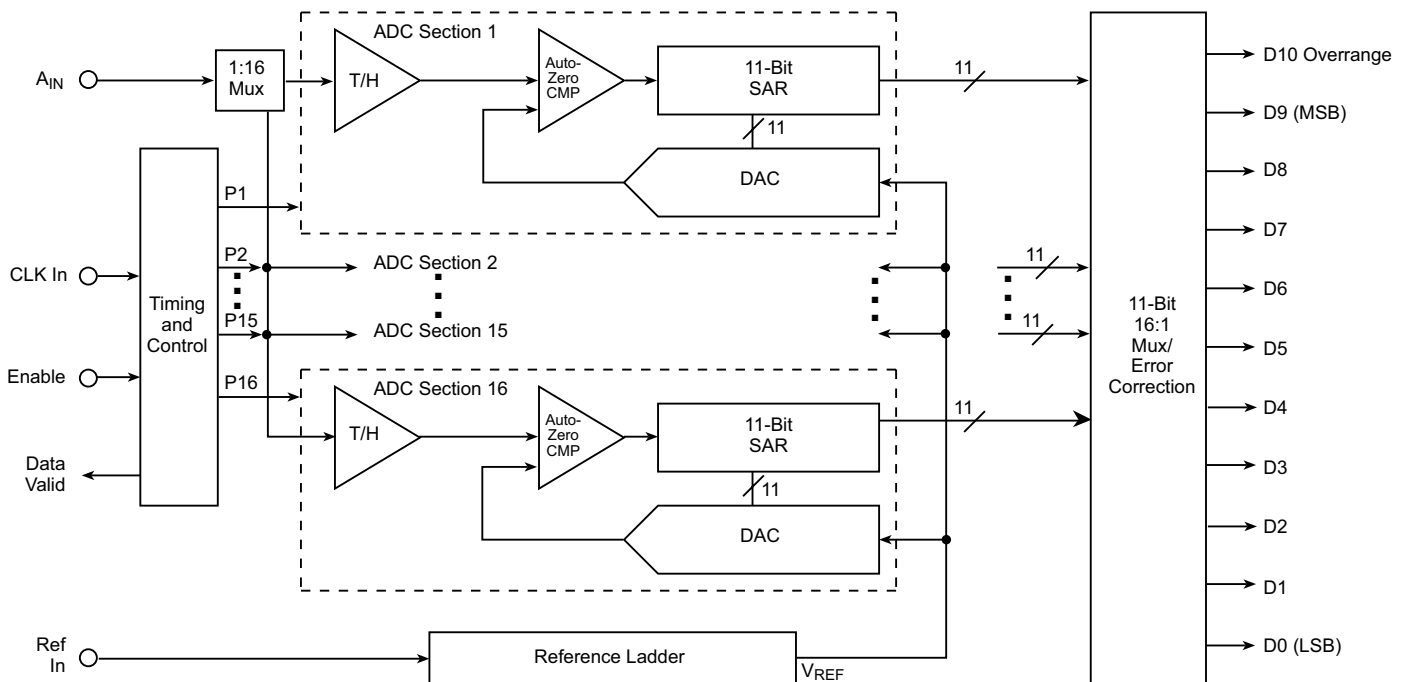 ADC Section 1
A_IN
1:16
Mux
T/H
Auto-
Zero
CMP
11-Bit
SAR
11
11
DAC
P1
P2
P15
P16
CLK In
Enable
Data
Valid
Timing
and
Control
ADC Section 2
ADC Section 15
11
11
ADC Section 16
T/H
Auto-
Zero
CMP
11-Bit
SAR
11
11
DAC
Ref
In
Reference Ladder
V_REF
11-Bit
16:1
Mux/
Error
Correction
D10 Overrange
D9 (MSB)
D8
D7
D6
D5
D4
D3
D2
D1
D0 (LSB)